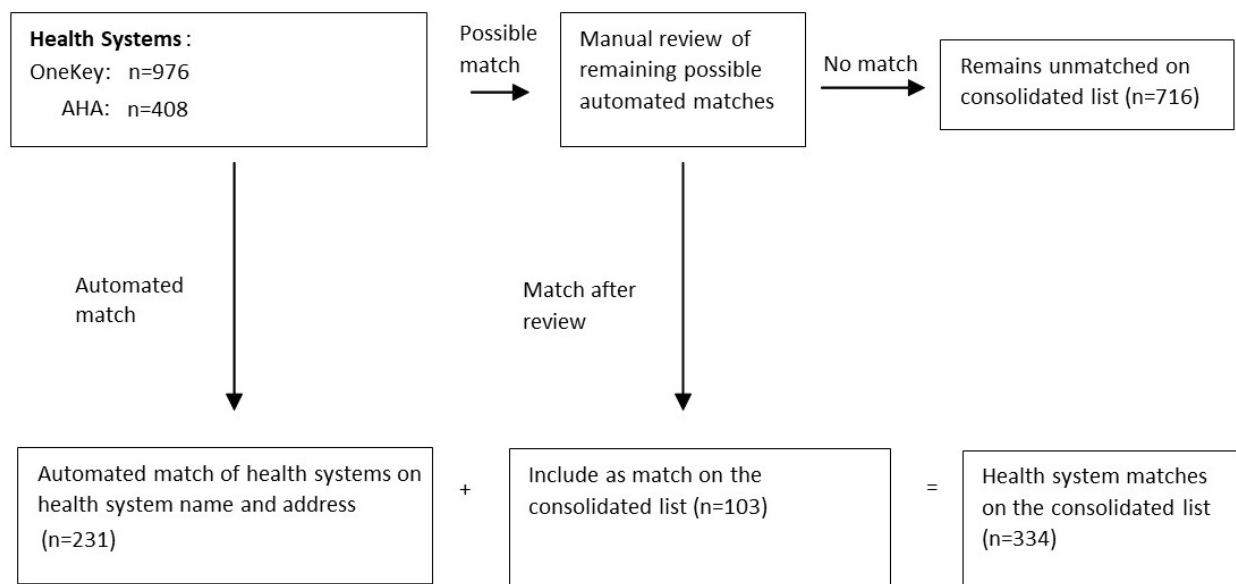 Health Systems:
OneKey: n=976
AHA: n=408
Possible
match
Manual review of
remaining possible
automated matches
No match
Remains unmatched on
consolidated list (n=716)
Automated
match
Match after
review
Automated match of health systems on
health system name and address
(n=231)
+
Include as match on the
consolidated list (n=103)
=
Health system matches
on the consolidated list
(n=334)